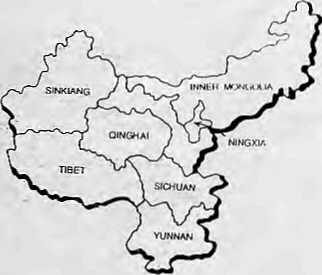 INNER MONGOLIA
SINKIANG
QINGHAI
NINGXIA
TIBET
SICHUAN
YUNNAN